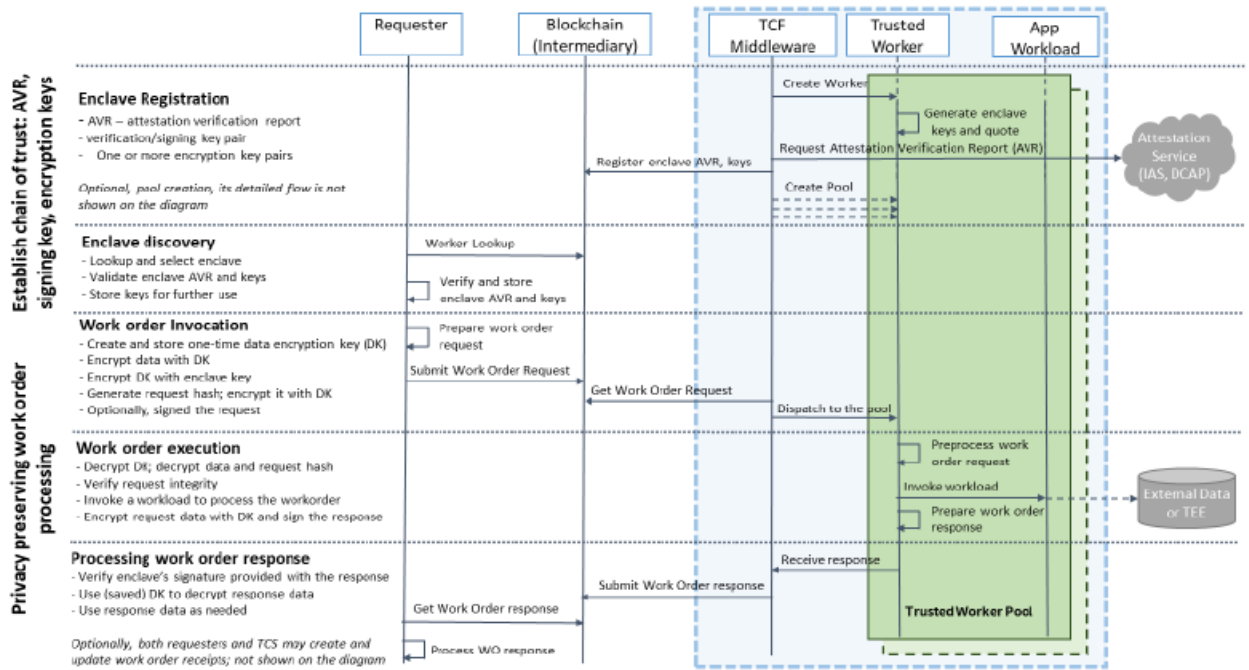 Requester
Blockchain
(Intermediary)
TCF
Middleware
Trusted
Worker
App
Workload
Establish chain of trust: AVR,
signing key, encryption keys
Enclave Registration
- AVR – attestation verification report
- verification/signing key pair
- One or more encryption key pairs
Optional, pool creation, its detailed flow is not
shown on the diagram
Create Worker
Generate enclave
keys and quote
Request Attestation Verification Report (AVR)
Register enclave AVR, keys
Create Pool
Attestation
Service
(IAS, DCAP)
Enclave discovery
- Lookup and select enclave
- Validate enclave AVR and keys
- Store keys for further use
Worker Lookup
Verify and store
enclave AVR and keys
Privacy preserving work order
processing
Work order Invocation
- Create and store one-time data encryption key (DK)
- Encrypt data with DK
- Encrypt DK with enclave key
- Generate request hash; encrypt it with DK
- Optionally, signed the request
Prepare work order
request
Submit Work Order Request
Get Work Order Request
Dispatch to the pool
Work order execution
- Decrypt DK; decrypt data and request hash
- Verify request integrity
- Invoke a workload to process the workorder
- Encrypt request data with DK and sign the response
Preprocess work
order request
Invoke workload
Prepare work order
response
External Data
or TEE
Processing work order response
- Verify enclave's signature provided with the response
- Use (saved) DK to decrypt response data
- Use response data as needed
Optionally, both requesters and TCS may create and
update work order receipts; not shown on the diagram
Receive response
Submit Work Order response
Get Work Order response
Process WO response
Trusted Worker Pool